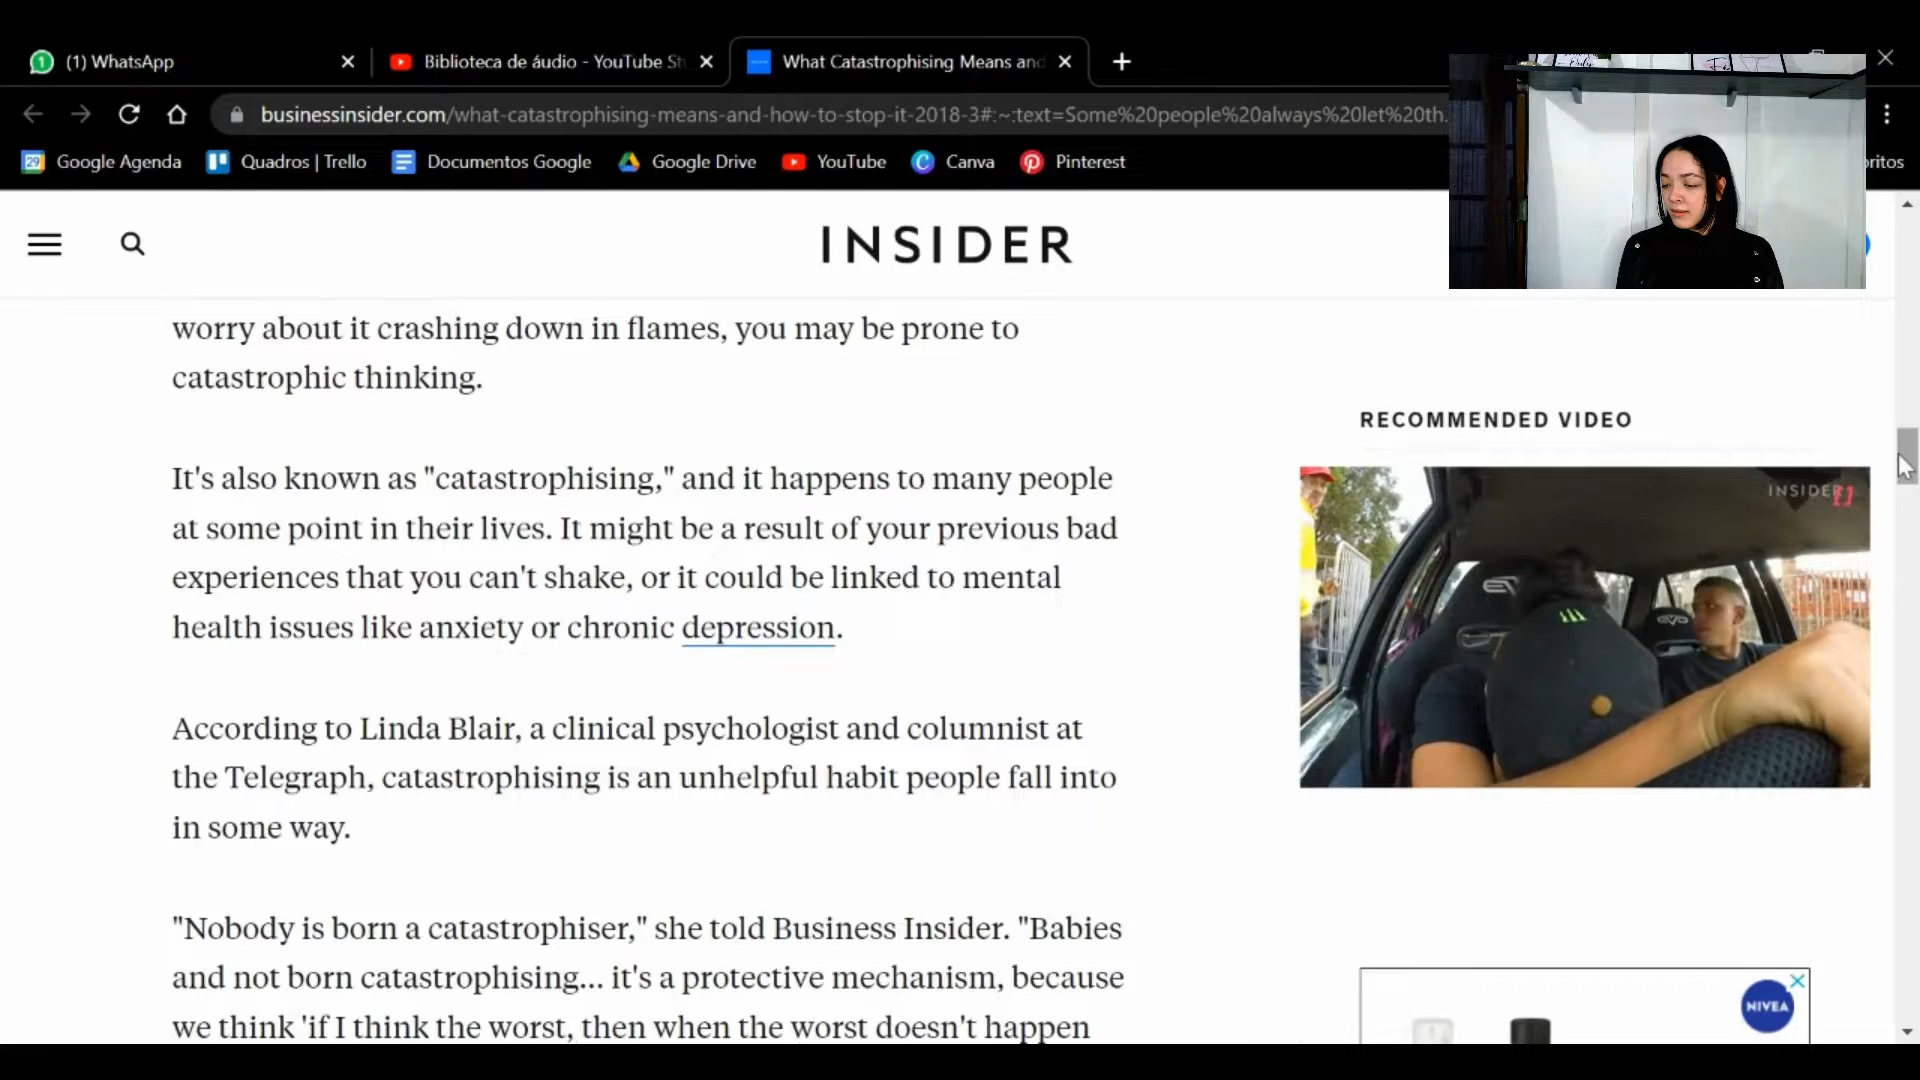 (1) WhatsApp
Biblioteca de áudio - YouTube St
What Catastrophising Means and
businessinsider.com/what-catastrophising-means-and-how-to-stop-it-2018-3#:~:text=Some%20people%20always%20let%20th.
29 Google Agenda
Quadros | Trello
Documentos Google
Google Drive
YouTube
Canva
Pinterest
oritos
INSIDER
worry about it crashing down in flames, you may be prone to
catastrophic thinking.
It's also known as "catastrophising," and it happens to many people
at some point in their lives. It might be a result of your previous bad
experiences that you can't shake, or it could be linked to mental
health issues like anxiety or chronic depression.
According to Linda Blair, a clinical psychologist and columnist at
the Telegraph, catastrophising is an unhelpful habit people fall into
in some way.
"Nobody is born a catastrophiser," she told Business Insider. "Babies
and not born catastrophising... it's a protective mechanism, because
we think 'if I think the worst, then when the worst doesn't happen
RECOMMENDED VIDEO
INSIDER
NIVEA